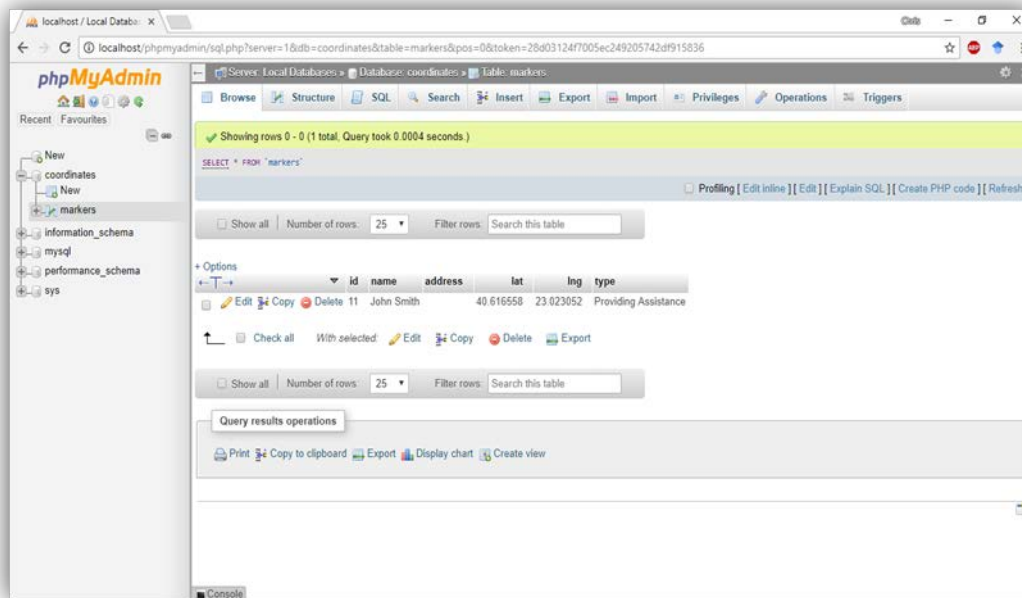 localhost / Local Databa
Chris
localhost/phpmyadmin/sql.php?server=1&db=coordinates&table=markers&pos=0&token=28d03124f7005ec249205742df915836
phpMyAdmin
Recent Favourites
New
coordinates
New
markers
information_schema
mysql
performance_schema
sys
Server: Local Databases » Database: coordinates » Table: markers
Browse Structure SQL Search Insert Export Import Privileges Operations Triggers
Showing rows 0 - 0 (1 total, Query took 0.0004 seconds.)
SELECT * FROM `markers`
Profiling [ Edit inline ] [ Edit ] [ Explain SQL ] [ Create PHP code ] [ Refresh
Show all Number of rows: 25 Filter rows: Search this table
+ Options
←T→ id name address lat lng type
Edit Copy Delete 11 John Smith 40.616558 23.023052 Providing Assistance
Check all With selected: Edit Copy Delete Export
Show all Number of rows: 25 Filter rows: Search this table
Query results operations
Print Copy to clipboard Export Display chart Create view
Console